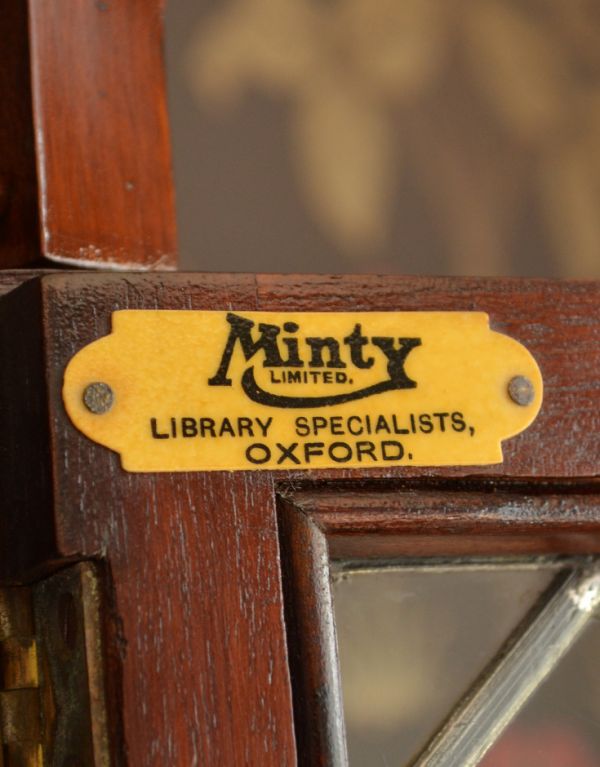 Minty
LIMITED.
LIBRARY SPECIALISTS,
OXFORD.